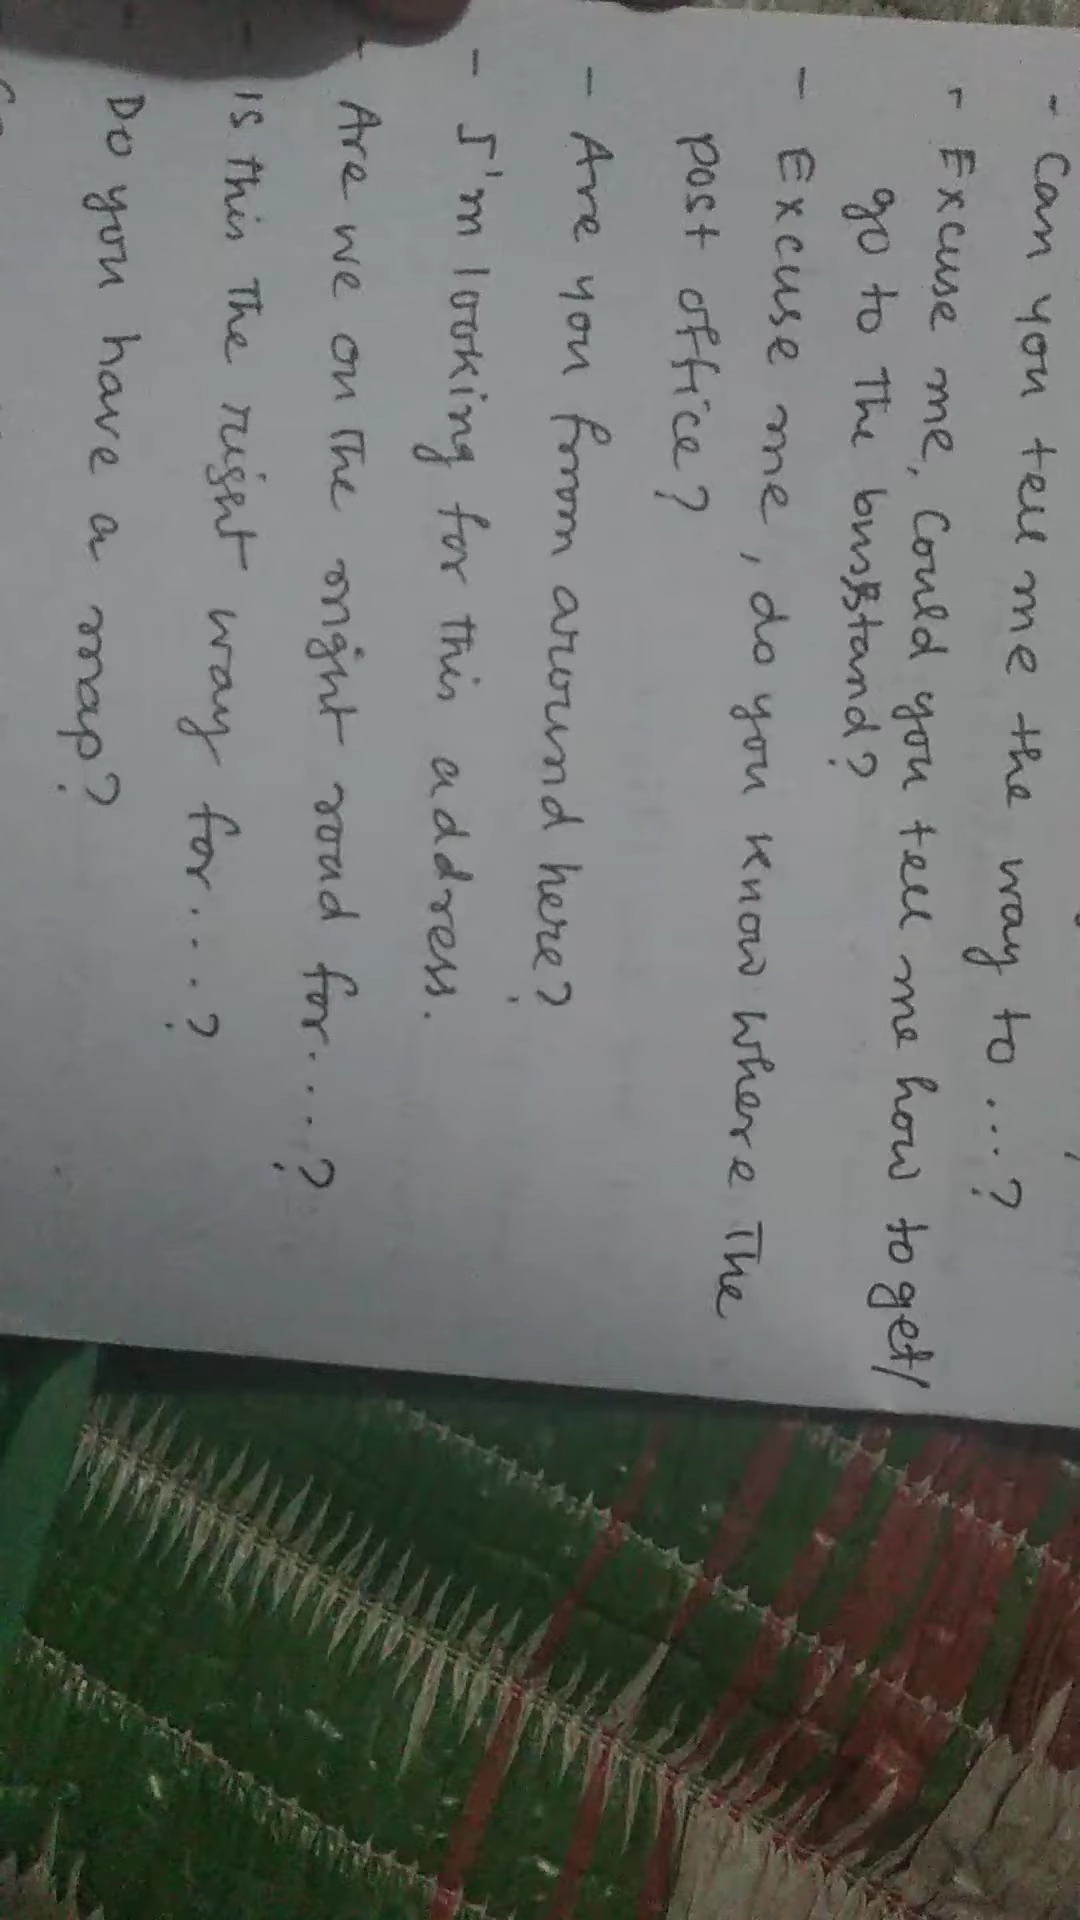 - Can you tell me the way to ...?
- Excuse me, Could you tell me how to get/
go to The busstand?
- Excuse me, do you know where The
post office?
- Are you from around here?
- I'm looking for this address.
- Are we on The right road for....?
is this The right way for...?
Do you have a map?